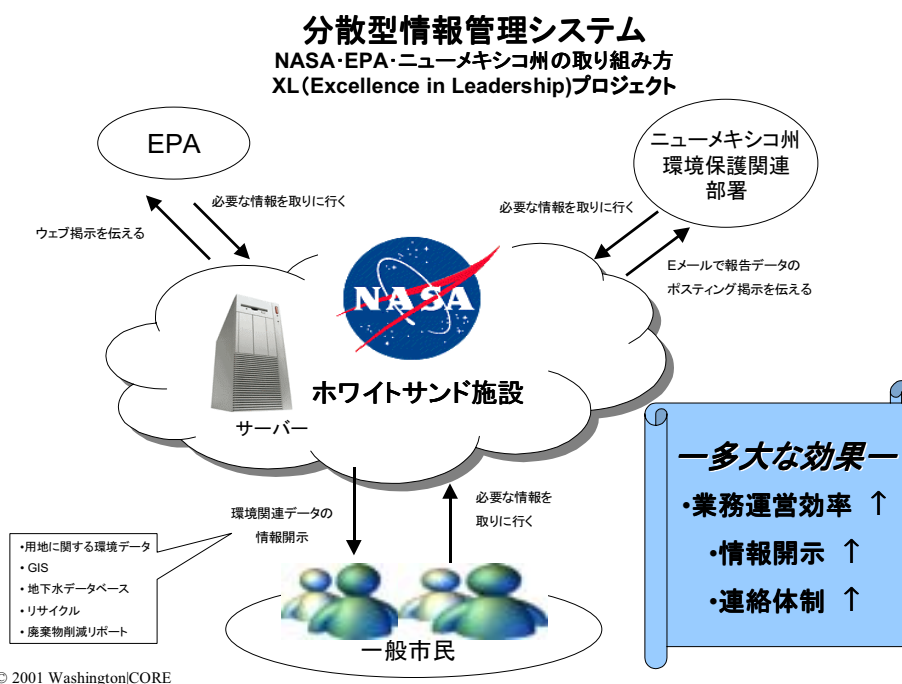 分散型情報管理システム
NASA･EPA･ニューメキシコ州の取り組み方
XL（Excellence in Leadership)プロジェクト
EPA
ニューメキシコ州
環境保護関連
部署
必要な情報を取りに行く
ウェブ掲示を伝える
必要な情報を取りに行く
Eメールで報告データの
ポスティング掲示を伝える
NASA
ホワイトサンド施設
サーバー
ー多大な効果ー
･業務運営効率 ↑
･情報開示 ↑
･連絡体制 ↑
環境関連データの
情報開示
必要な情報を
取りに行く
･用地に関する環境データ
･ GIS
･ 地下水データベース
･ リサイクル
･ 廃棄物削減リポート
一般市民
© 2001 Washington|CORE